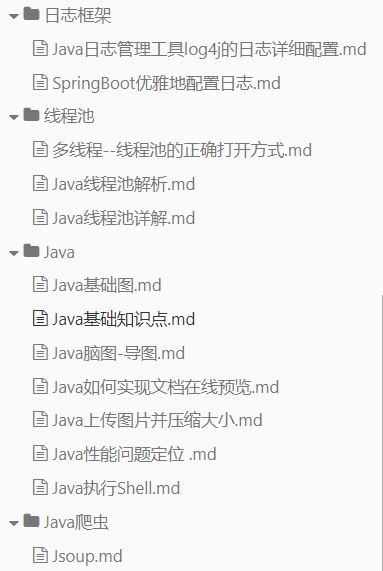 日志框架
Java日志管理工具log4j的日志详细配置.md
SpringBoot优雅地配置日志.md
线程池
多线程--线程池的正确打开方式.md
Java线程池解析.md
Java线程池详解.md
Java
Java基础图.md
Java基础知识点.md
Java脑图-导图.md
Java如何实现文档在线预览.md
Java上传图片并压缩大小.md
Java性能问题定位 .md
Java执行Shell.md
Java爬虫
Jsoup.md